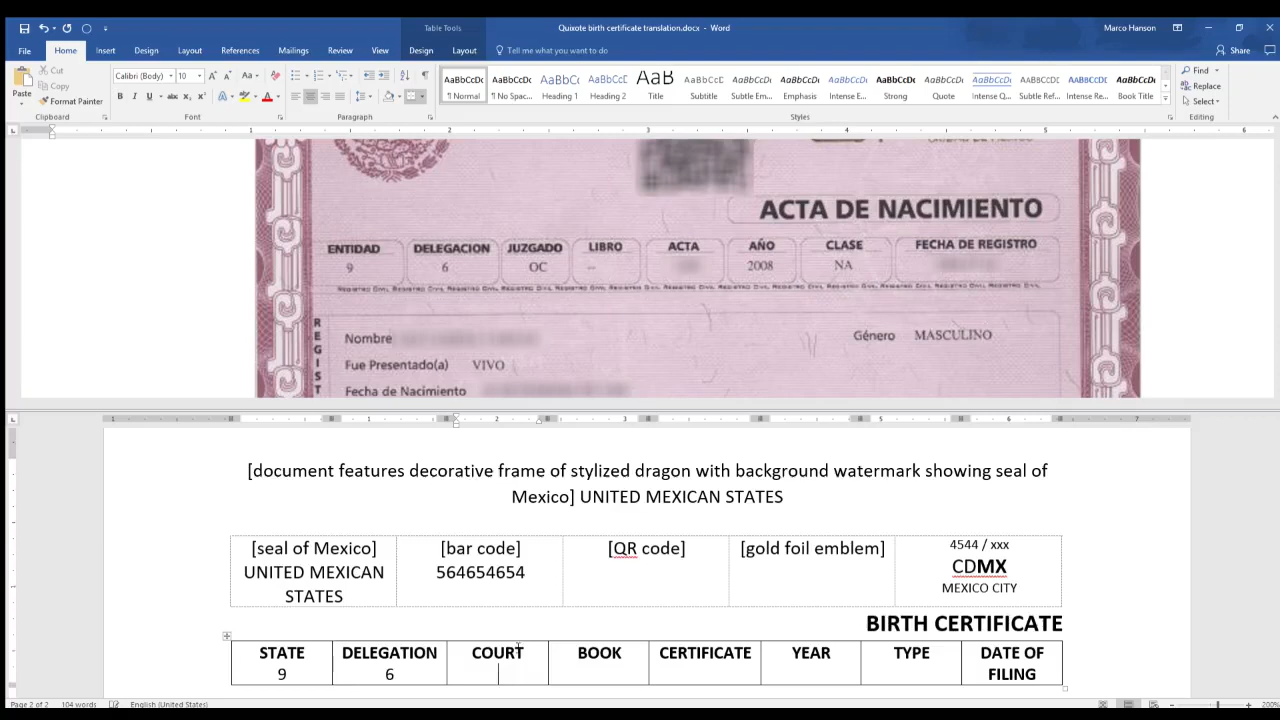 Table Tools
Quixote birth certificate translation.docx - Word
Marco Hanson
File Home Insert Design Layout References Mailings Review View Design Layout Tell me what you want to do
Share
Paste
Cut
Copy
Format Painter
Calibri (Body) 10
Clipboard Font Paragraph Styles Editing
¶ Normal
¶ No Spac...
Heading 1
Heading 2
Title
Subtitle
Subtle Em...
Emphasis
Intense E...
Strong
Quote
Intense Q...
Subtle Ref...
Intense Re...
Book Title
Find
Replace
Select
ACTA DE NACIMIENTO
ENTIDAD DELEGACION JUZGADO LIBRO ACTA AÑO CLASE FECHA DE REGISTRO
9 6 OC -- 2008 NA
REGIST
Nombre
Género MASCULINO
Fue Presentado(a) VIVO
Fecha de Nacimiento
[document features decorative frame of stylized dragon with background watermark showing seal of
Mexico] UNITED MEXICAN STATES
[seal of Mexico] [bar code] [QR code] [gold foil emblem] 4544 / xxx
UNITED MEXICAN 564654654 CDMX
STATES MEXICO CITY
BIRTH CERTIFICATE
STATE DELEGATION COURT BOOK CERTIFICATE YEAR TYPE DATE OF
9 6 FILING
Page 2 of 2 104 words English (United States) 200%